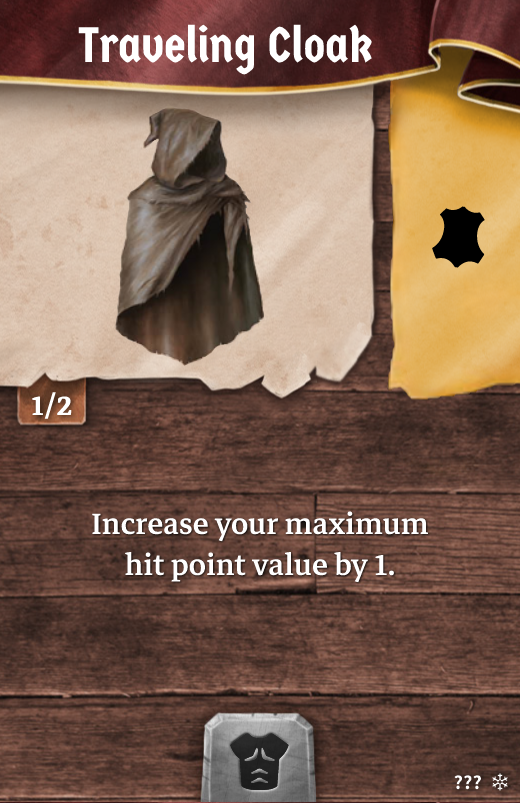 Traveling Cloak
1/2
Increase your maximum
hit point value by 1.
???